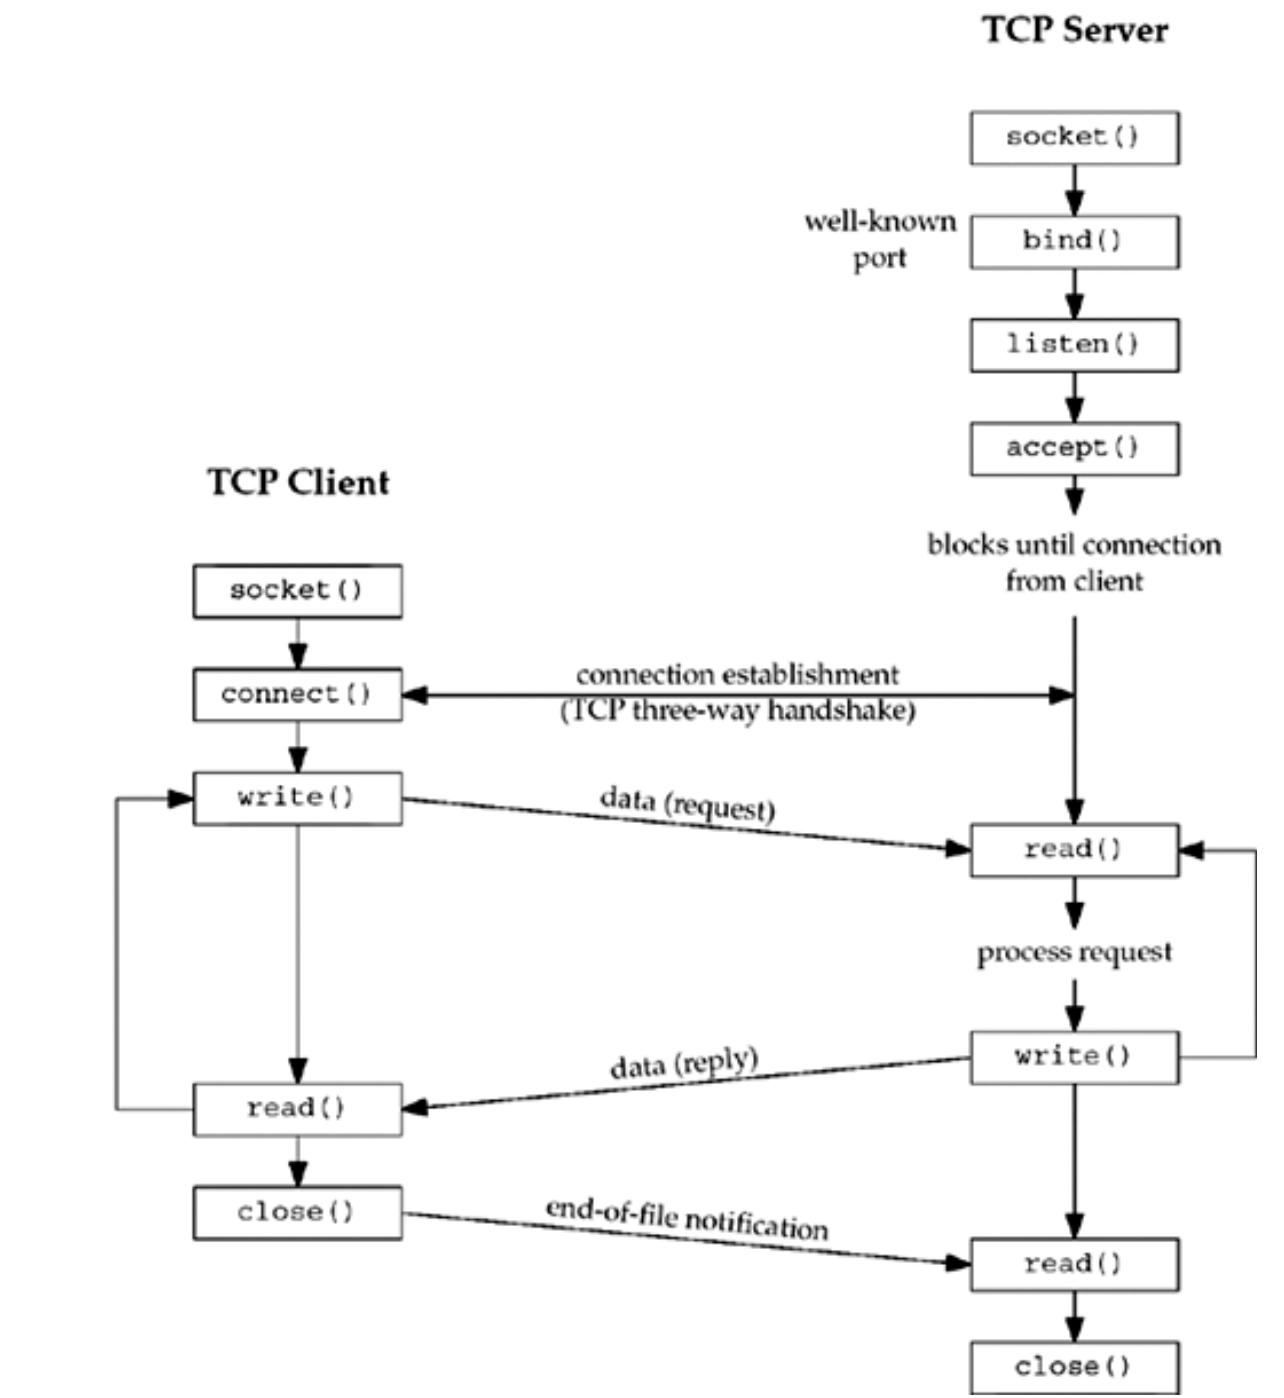 TCP Server
socket()
well-known
port
bind()
listen()
accept()
blocks until connection
from client
TCP Client
socket()
connect()
connection establishment
(TCP three-way handshake)
write()
data (request)
read()
process request
write()
data (reply)
read()
close()
end-of-file notification
read()
close()